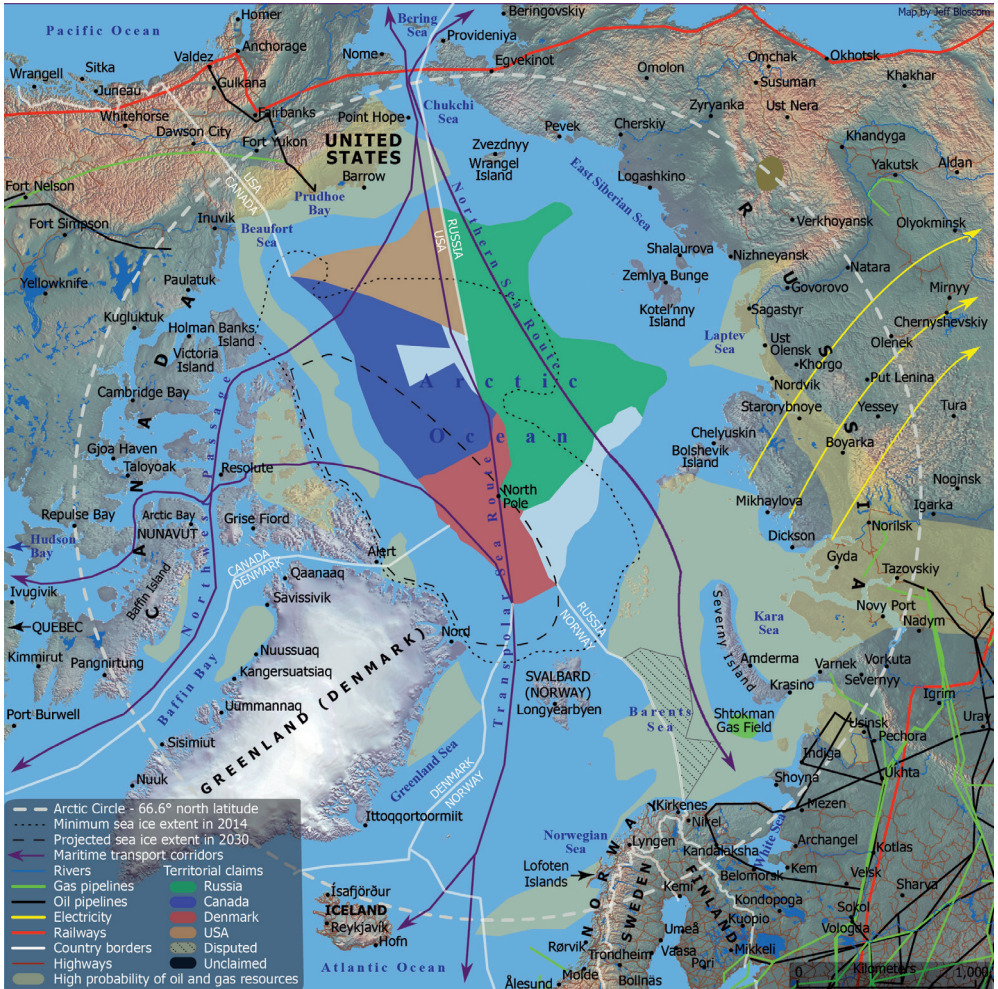 Map by Jeff Blossom
Pacific Ocean
Homer
Anchorage
Valdez
Wrangell
Sitka
Juneau
Gulkana
Whitehorse
Dawson City
Fairbanks
Fort Yukon
Bering
Sea
Beringovskiy
Provideniya
Nome
Egvekinot
Omolon
Omchak
Susuman
Okhotsk
Khakhar
Ust Nera
Zyryanka
Point Hope
Chukchi
Sea
UNITED
STATES
Barrow
Prudhoe
Bay
Pevek
Cherskiy
Zvezdnyy
Wrangel
Island
Logashkino
East Siberian Sea
Khandyga
Yakutsk
Aldan
Verkhoyansk
Olyokminsk
Fort Nelson
Fort Simpson
Inuvik
Beaufort
Sea
USA
CANADA
RUSSIA
USA
Northern Sea Route
Shalaurova
Zemlya Bunge
Kotel'nny
Island
Nizhneyansk
Govorovo
Natara
Mirnyy
Chernyshevskiy
Sagastyr
Laptev
Sea
Ust
Olensk
Olenek
Khorgo
Nordvik
Put Lenina
Starorybnoye
Yessey
Tura
Yellowknife
Paulatuk
Kugluktuk
Holman
Banks
Island
Victoria
Island
Cambridge Bay
CANADA
RUSSIA
Arctic
Ocean
Chelyuskin
Bolshevik
Island
Boyarka
Noginsk
Gjoa Haven
Taloyoak
Resolute
Northwest Passage
North
Pole
Mikhaylova
Dickson
Igarka
Norilsk
Repulse Bay
Arctic Bay
NUNAVUT
Grise Fiord
Hudson
Bay
Alert
CANADA
DENMARK
Qaanaaq
Savissivik
Baffin Island
Ivugivik
QUEBEC
Kimmirut
Pangnirtung
Port Burwell
Baffin Bay
Nuussuaq
Kangersuatsiaq
Uummannaq
Sisimiut
Nuuk
Nord
GREENLAND (DENMARK)
Transpolar Sea Route
RUSSIA
NORWAY
Gyda
Tazovskiy
Kara
Sea
Novy Port
Nadym
Severny Island
Amderma
Varnek
Vorkuta
Severnyy
Krasino
Igrim
Uray
SVALBARD
(NORWAY)
Longyearbyen
Barents
Sea
Shtokman
Gas Field
Usinsk
Pechora
Indiga
Ukhta
Shoyna
Mezen
Greenland Sea
DENMARK
NORWAY
Ittoqqortoormiit
Norwegian
Sea
Kirkenes
Nikel
Lyngen
Lofoten
Islands
Kandalaksha
White Sea
Archangel
Kem
Kotlas
Belomorsk
Velsk
Sharya
Kemi
Kondopoga
Sokol
Vologda
NORWAY
SWEDEN
FINLAND
Kuopio
Umeå
Vaasa
Mikkeli
Pori
Rørvik
Trondheim
Molde
Bollnas
Ålesund
Ísafjörður
ICELAND
Reykjavík
Hofn
Atlantic Ocean
Arctic Circle - 66.6° north latitude
Minimum sea ice extent in 2014
Projected sea ice extent in 2030
Maritime transport corridors
Rivers
Gas pipelines
Oil pipelines
Electricity
Railways
Country borders
Highways
High probability of oil and gas resources
Territorial claims
Russia
Canada
Denmark
USA
Disputed
Unclaimed
0 1,000
Kilometers